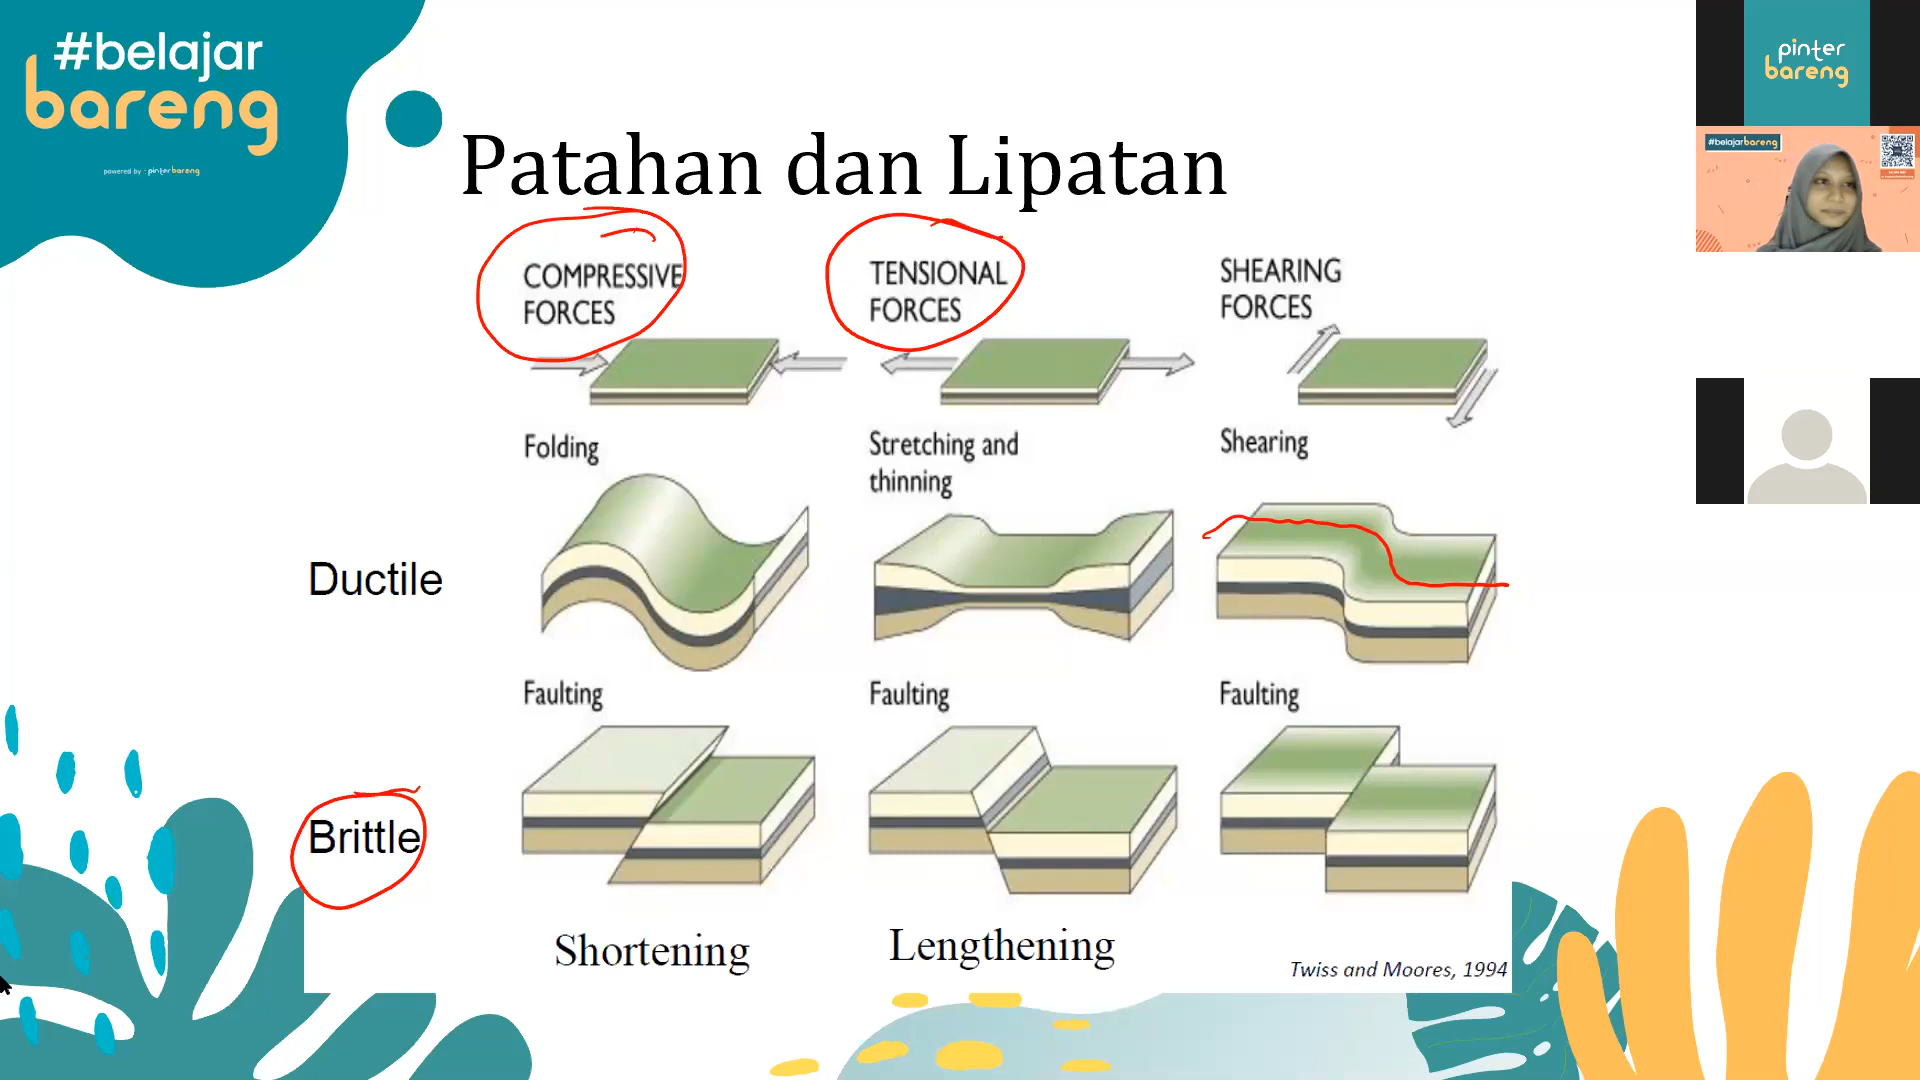 #belajar
bareng
powered by : pinterbareng
Patahan dan Lipatan
COMPRESSIVE
FORCES
TENSIONAL
FORCES
SHEARING
FORCES
Folding
Stretching and
thinning
Shearing
Ductile
Faulting
Faulting
Faulting
Brittle
Shortening
Lengthening
Twiss and Moores, 1994
pinter
bareng
#belajarbareng